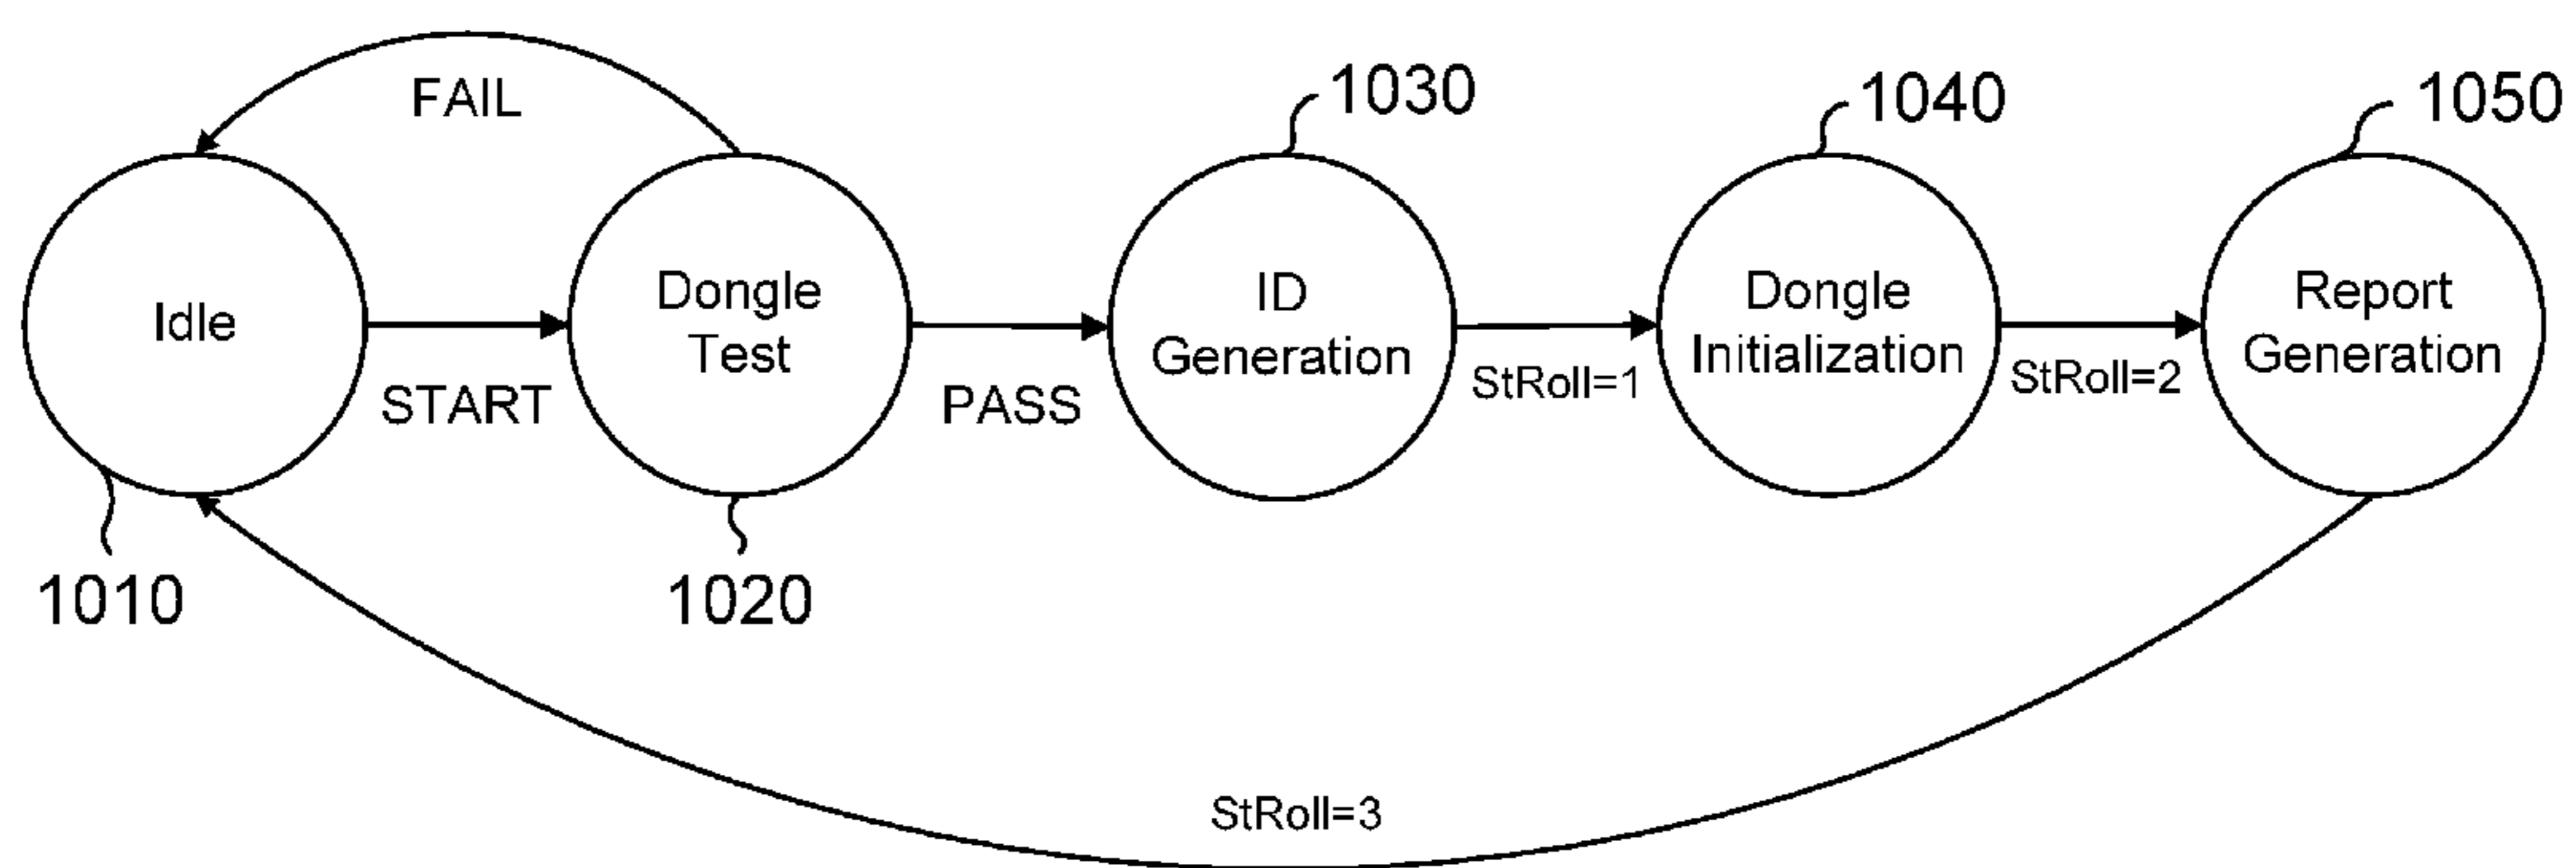 FAIL
1030
1040
1050
Idle
Dongle
Test
ID
Generation
Dongle
Initialization
Report
Generation
START
PASS
StRoll=1
StRoll=2
1010
1020
StRoll=3